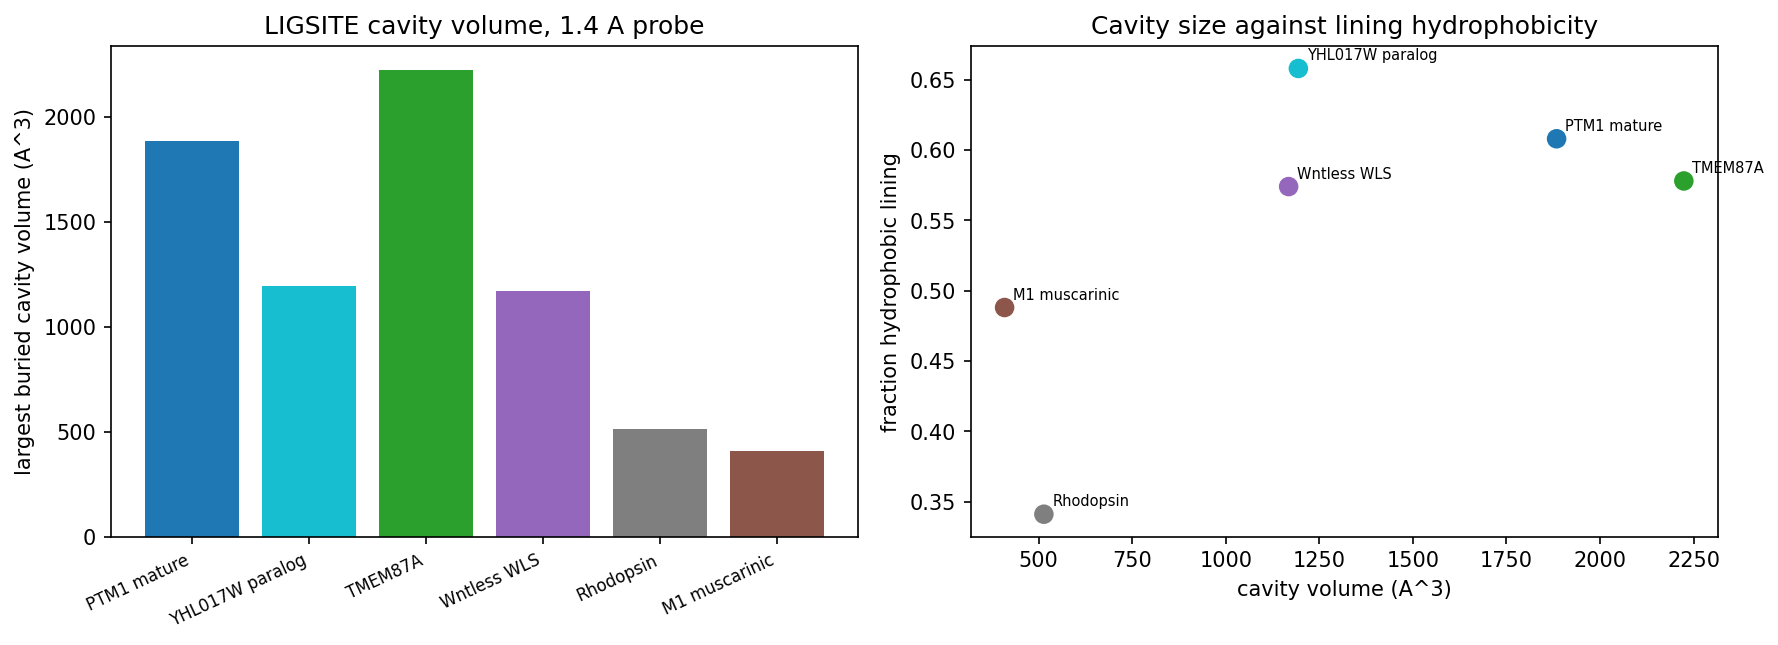 LIGSITE cavity volume, 1.4 A probe
largest buried cavity volume (A^3)
2000
1500
1000
500
0
PTM1 mature
YHL017W paralog
TMEM87A
Wntless WLS
Rhodopsin
M1 muscarinic
Cavity size against lining hydrophobicity
fraction hydrophobic lining
0.65
0.60
0.55
0.50
0.45
0.40
0.35
YHL017W paralog
PTM1 mature
TMEM87A
Wntless WLS
M1 muscarinic
Rhodopsin
500
750
1000
1250
1500
1750
2000
2250
cavity volume (A^3)